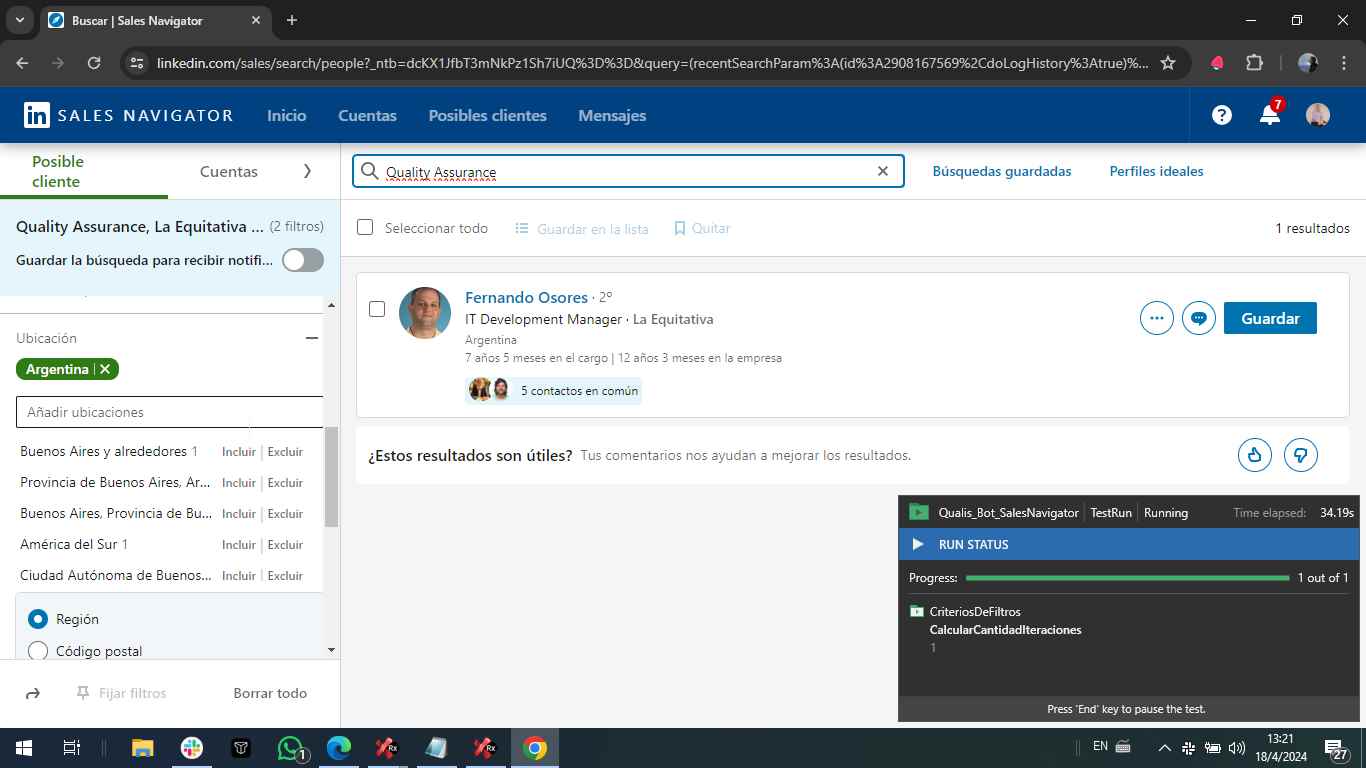 Buscar | Sales Navigator
linkedin.com/sales/search/people?_ntb=dcKX1JfbT3mNkPz1Sh7iUQ%3D%3D&query=(recentSearchParam%3A(id%3A2908167569%2CdoLogHistory%3Atrue)%...
in SALES NAVIGATOR Inicio Cuentas Posibles clientes Mensajes ? 7
Posible cliente
Cuentas
Quality Assurance
Búsquedas guardadas
Perfiles ideales
Quality Assurance, La Equitativa ... (2 filtros)
Guardar la búsqueda para recibir notifi...
Ubicación
Argentina
Añadir ubicaciones
Buenos Aires y alrededores 1 Incluir | Excluir
Provincia de Buenos Aires, Ar... Incluir | Excluir
Buenos Aires, Provincia de Bu... Incluir | Excluir
América del Sur 1 Incluir | Excluir
Ciudad Autónoma de Buenos... Incluir | Excluir
Región
Código postal
Fijar filtros
Borrar todo
Seleccionar todo
Guardar en la lista
Quitar
1 resultados
Fernando Osores · 2º
IT Development Manager · La Equitativa
Argentina
7 años 5 meses en el cargo | 12 años 3 meses en la empresa
5 contactos en común
Guardar
¿Estos resultados son útiles? Tus comentarios nos ayudan a mejorar los resultados.
Qualis_Bot_SalesNavigator TestRun Running Time elapsed: 34.19s
RUN STATUS
Progress: 1 out of 1
CriteriosDeFiltros
CalcularCantidadIteraciones
1
Press 'End' key to pause the test.
1
Rx
Rx
EN
13:21
18/4/2024
27